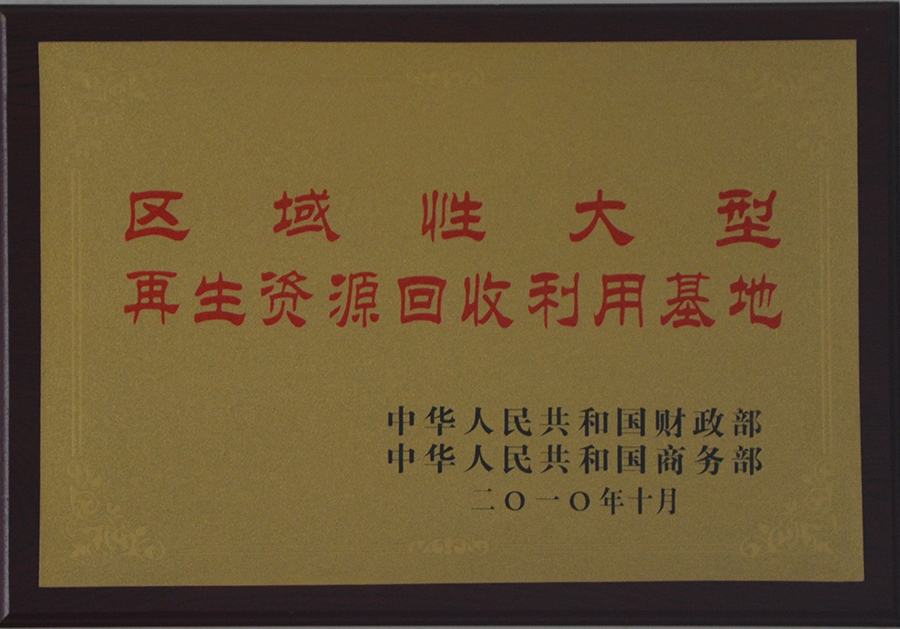 区域性大型
再生资源回收利用基地
中华人民共和国财政部
中华人民共和国商务部
二〇一〇年十月